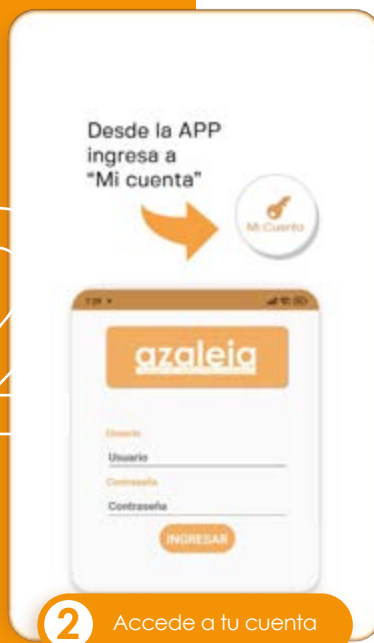 Desde la APP
ingresa a
“Mi cuenta”
Mi Cuenta
azaleia
Usuario
Usuario
Contraseña
Contraseña
INGRESAR
2 Accede a tu cuenta